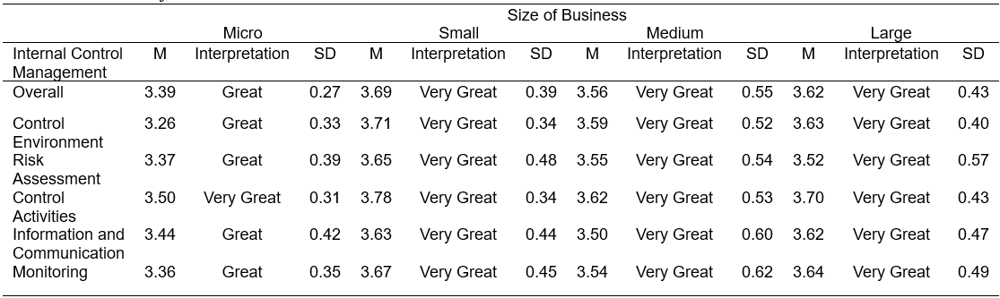 Size of Business
Micro Small Medium Large
Internal Control M Interpretation SD M Interpretation SD M Interpretation SD M Interpretation SD
Management
Overall 3.39 Great 0.27 3.69 Very Great 0.39 3.56 Very Great 0.55 3.62 Very Great 0.43
Control 3.26 Great 0.33 3.71 Very Great 0.34 3.59 Very Great 0.52 3.63 Very Great 0.40
Environment
Risk 3.37 Great 0.39 3.65 Very Great 0.48 3.55 Very Great 0.54 3.52 Very Great 0.57
Assessment
Control 3.50 Very Great 0.31 3.78 Very Great 0.34 3.62 Very Great 0.53 3.70 Very Great 0.43
Activities
Information and 3.44 Great 0.42 3.63 Very Great 0.44 3.50 Very Great 0.60 3.62 Very Great 0.47
Communication
Monitoring 3.36 Great 0.35 3.67 Very Great 0.45 3.54 Very Great 0.62 3.64 Very Great 0.49